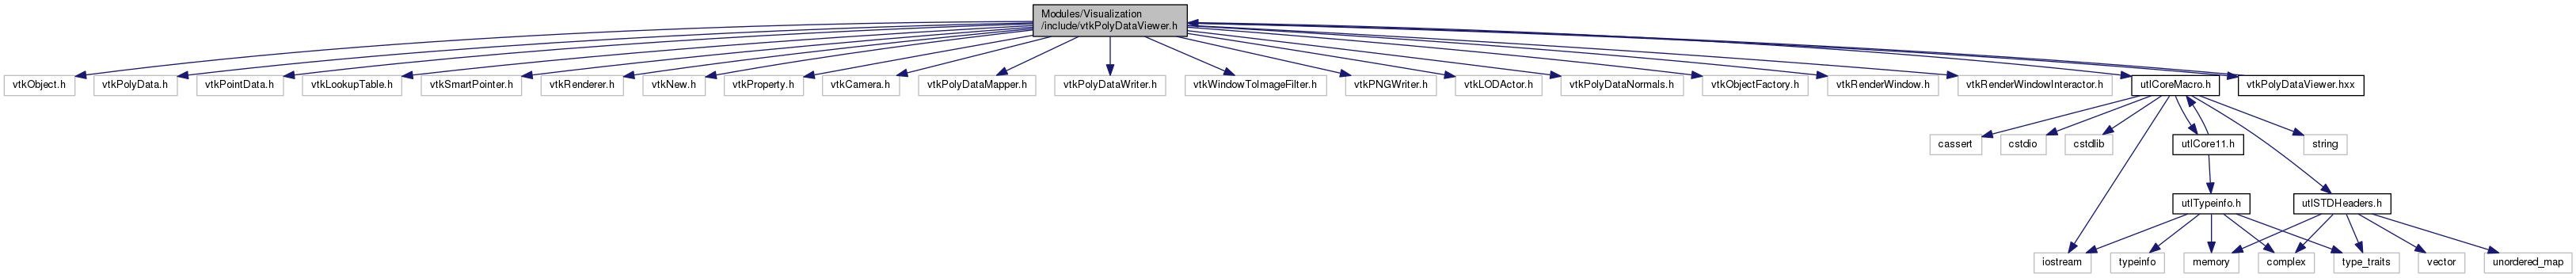 Modules/Visualization
/include/vtkPolyDataViewer.h
vtkObject.h
vtkPolyData.h
vtkPointData.h
vtkLookupTable.h
vtkSmartPointer.h
vtkRenderer.h
vtkNew.h
vtkProperty.h
vtkCamera.h
vtkPolyDataMapper.h
vtkPolyDataWriter.h
vtkWindowToImageFilter.h
vtkPNGWriter.h
vtkLODActor.h
vtkPolyDataNormals.h
vtkObjectFactory.h
vtkRenderWindow.h
vtkRenderWindowInteractor.h
utlCoreMacro.h
vtkPolyDataViewer.hxx
cassert
cstdio
cstdlib
utlCore11.h
string
utlTypeinfo.h
utlSTDHeaders.h
iostream
typeinfo
memory
complex
type_traits
vector
unordered_map